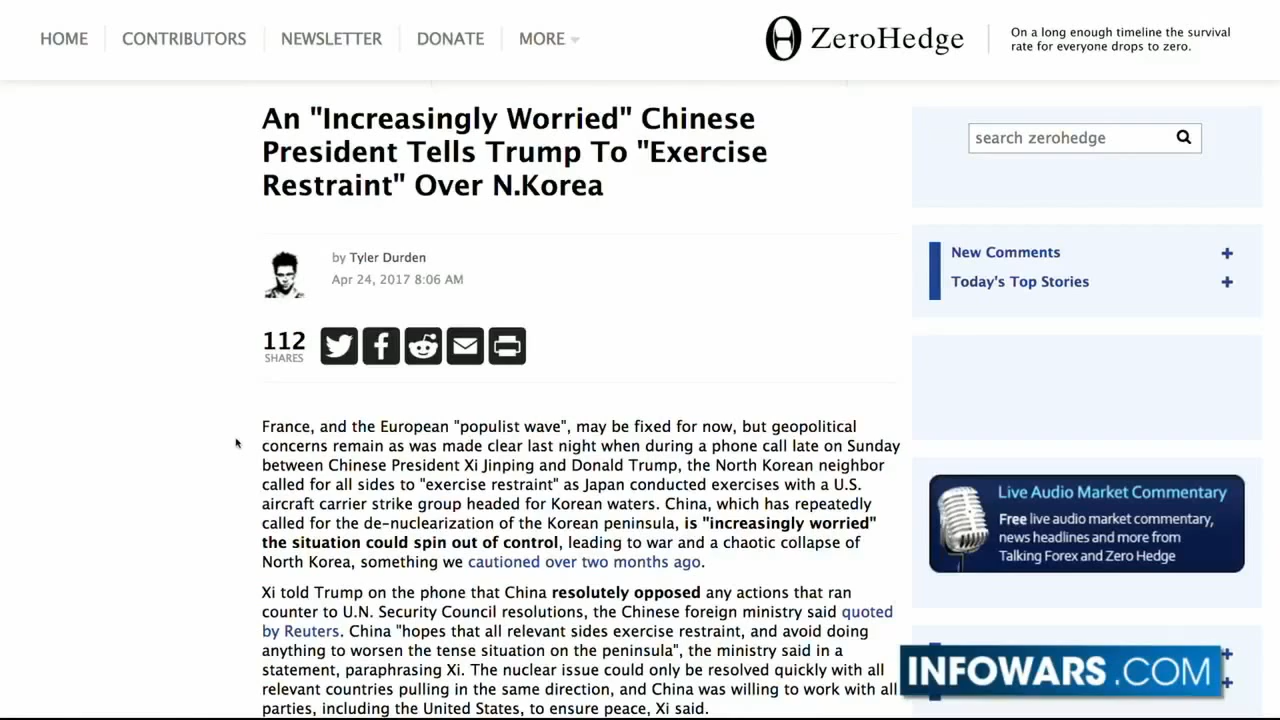 HOME
CONTRIBUTORS
NEWSLETTER
DONATE
MORE
ZeroHedge
On a long enough timeline the survival
rate for everyone drops to zero.
An "Increasingly Worried" Chinese
President Tells Trump To "Exercise
Restraint" Over N.Korea
by Tyler Durden
Apr 24, 2017 8:06 AM
112
SHARES
France, and the European "populist wave", may be fixed for now, but geopolitical
concerns remain as was made clear last night when during a phone call late on Sunday
between Chinese President Xi Jinping and Donald Trump, the North Korean neighbor
called for all sides to "exercise restraint" as Japan conducted exercises with a U.S.
aircraft carrier strike group headed for Korean waters. China, which has repeatedly
called for the de-nuclearization of the Korean peninsula, is "increasingly worried"
the situation could spin out of control, leading to war and a chaotic collapse of
North Korea, something we cautioned over two months ago.
Xi told Trump on the phone that China resolutely opposed any actions that ran
counter to U.N. Security Council resolutions, the Chinese foreign ministry said quoted
by Reuters. China "hopes that all relevant sides exercise restraint, and avoid doing
anything to worsen the tense situation on the peninsula", the ministry said in a
statement, paraphrasing Xi. The nuclear issue could only be resolved quickly with all
relevant countries pulling in the same direction, and China was willing to work with all
parties, including the United States, to ensure peace, Xi said.
search zerohedge
New Comments +
Today's Top Stories +
Live Audio Market Commentary
Free live audio market commentary,
news headlines and more from
Talking Forex and Zero Hedge
INFOWARS.COM